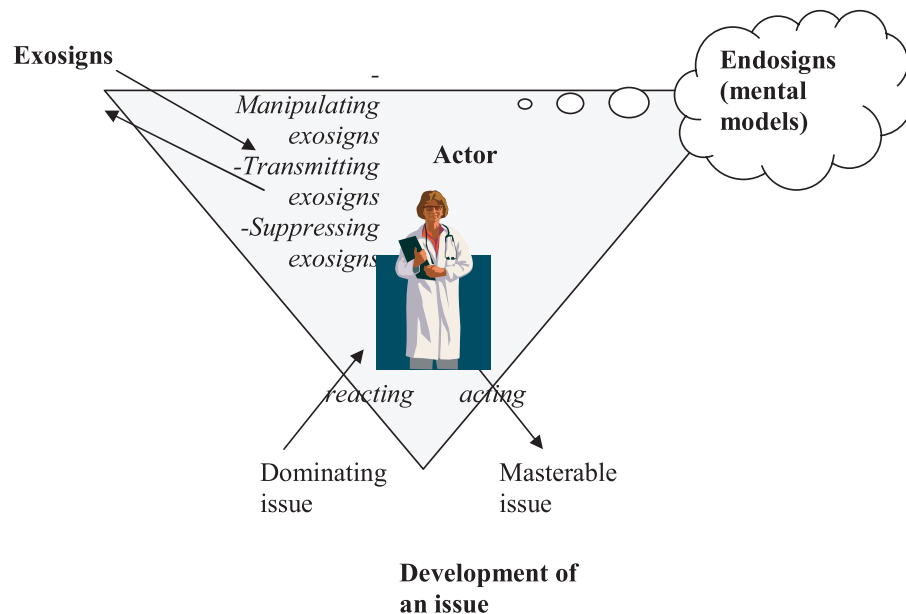 Exosigns
-
Manipulating
exosigns
-Transmitting
exosigns
-Suppressing
exosigns
Endosigns
(mental
models)
Actor
reacting
acting
Dominating
issue
Masterable
issue
Development of
an issue